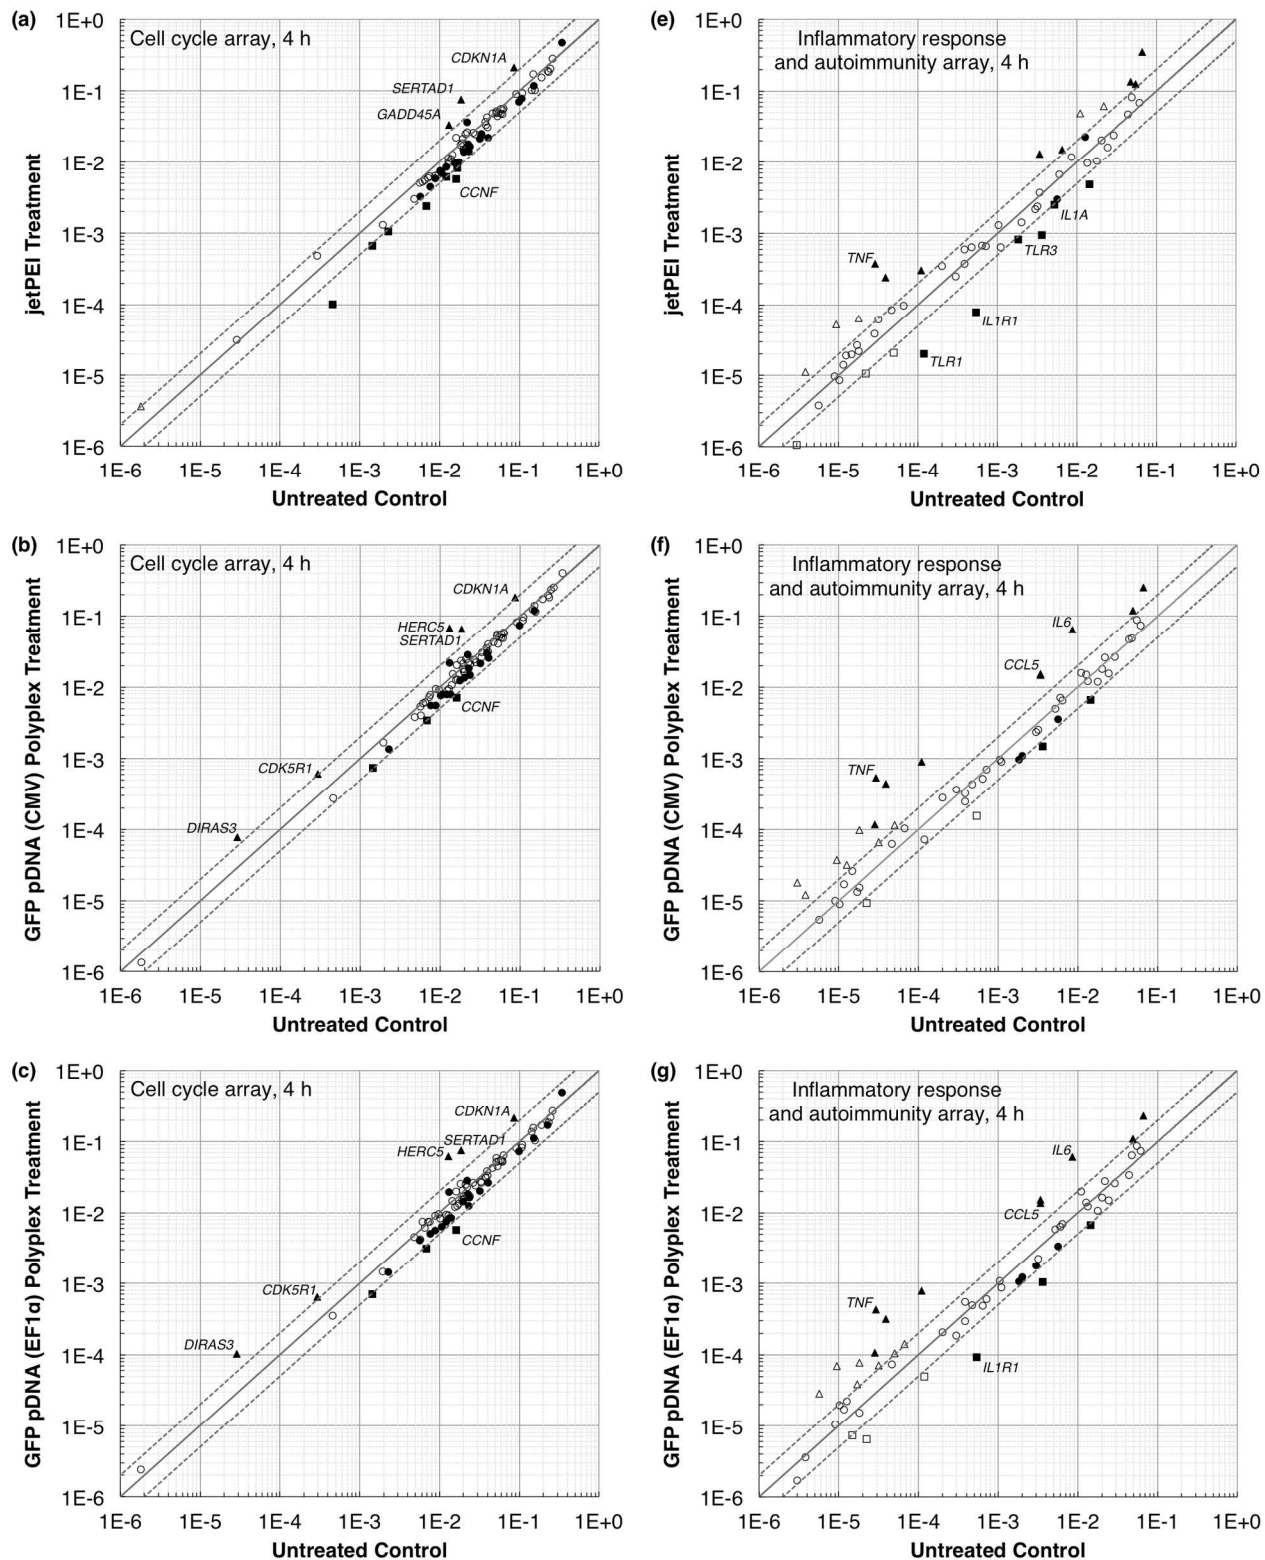 (a)
Cell cycle array, 4 h
jetPEI Treatment
1E+0
1E-1
1E-2
1E-3
1E-4
1E-5
1E-6
CDKN1A
SERTAD1
GADD45A
CCNF
1E-6 1E-5 1E-4 1E-3 1E-2 1E-1 1E+0
Untreated Control
(e)
Inflammatory response
and autoimmunity array, 4 h
jetPEI Treatment
1E+0
1E-1
1E-2
1E-3
1E-4
1E-5
1E-6
IL1A
TNF
TLR3
IL1R1
TLR1
1E-6 1E-5 1E-4 1E-3 1E-2 1E-1 1E+0
Untreated Control
(b)
Cell cycle array, 4 h
GFP pDNA (CMV) Polyplex Treatment
1E+0
1E-1
1E-2
1E-3
1E-4
1E-5
1E-6
CDKN1A
HERC5
SERTAD1
CCNF
CDK5R1
DIRAS3
1E-6 1E-5 1E-4 1E-3 1E-2 1E-1 1E+0
Untreated Control
(f)
Inflammatory response
and autoimmunity array, 4 h
GFP pDNA (CMV) Polyplex Treatment
1E+0
1E-1
1E-2
1E-3
1E-4
1E-5
1E-6
IL6
CCL5
TNF
1E-6 1E-5 1E-4 1E-3 1E-2 1E-1 1E+0
Untreated Control
(c)
Cell cycle array, 4 h
GFP pDNA (EF1α) Polyplex Treatment
1E+0
1E-1
1E-2
1E-3
1E-4
1E-5
1E-6
CDKN1A
SERTAD1
HERC5
CCNF
CDK5R1
DIRAS3
1E-6 1E-5 1E-4 1E-3 1E-2 1E-1 1E+0
Untreated Control
(g)
Inflammatory response
and autoimmunity array, 4 h
GFP pDNA (EF1α) Polyplex Treatment
1E+0
1E-1
1E-2
1E-3
1E-4
1E-5
1E-6
IL6
CCL5
TNF
IL1R1
1E-6 1E-5 1E-4 1E-3 1E-2 1E-1 1E+0
Untreated Control